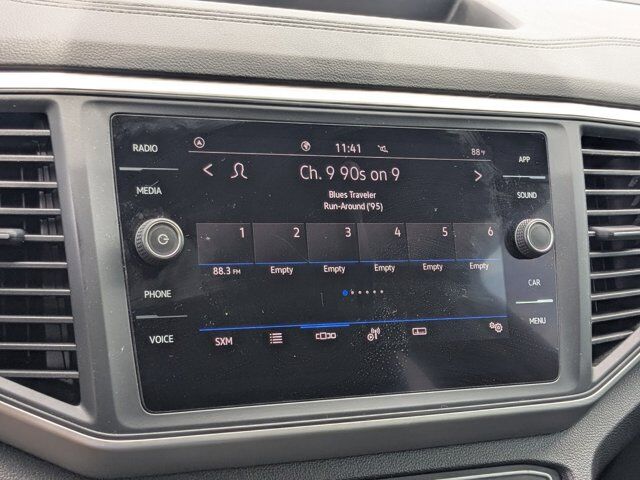 RADIO
MEDIA
PHONE
VOICE
11:41
88°F
Ch. 9 90s on 9
Blues Traveler
Run-Around ('95)
1 2 3 4 5 6
88.3 FM Empty Empty Empty Empty Empty
SXM
APP
SOUND
CAR
MENU